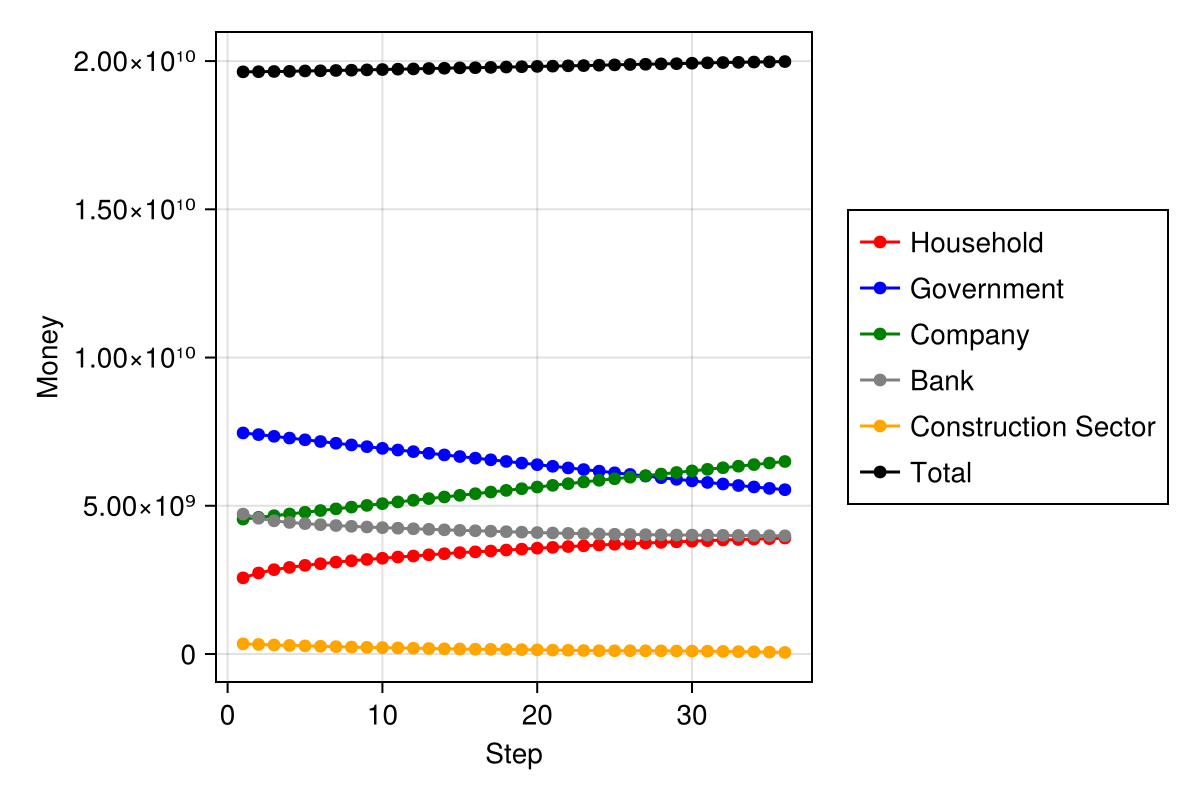 2.00×10¹⁰
1.50×10¹⁰
1.00×10¹⁰
5.00×10⁹
0
Money
0 10 20 30
Step
Household
Government
Company
Bank
Construction Sector
Total